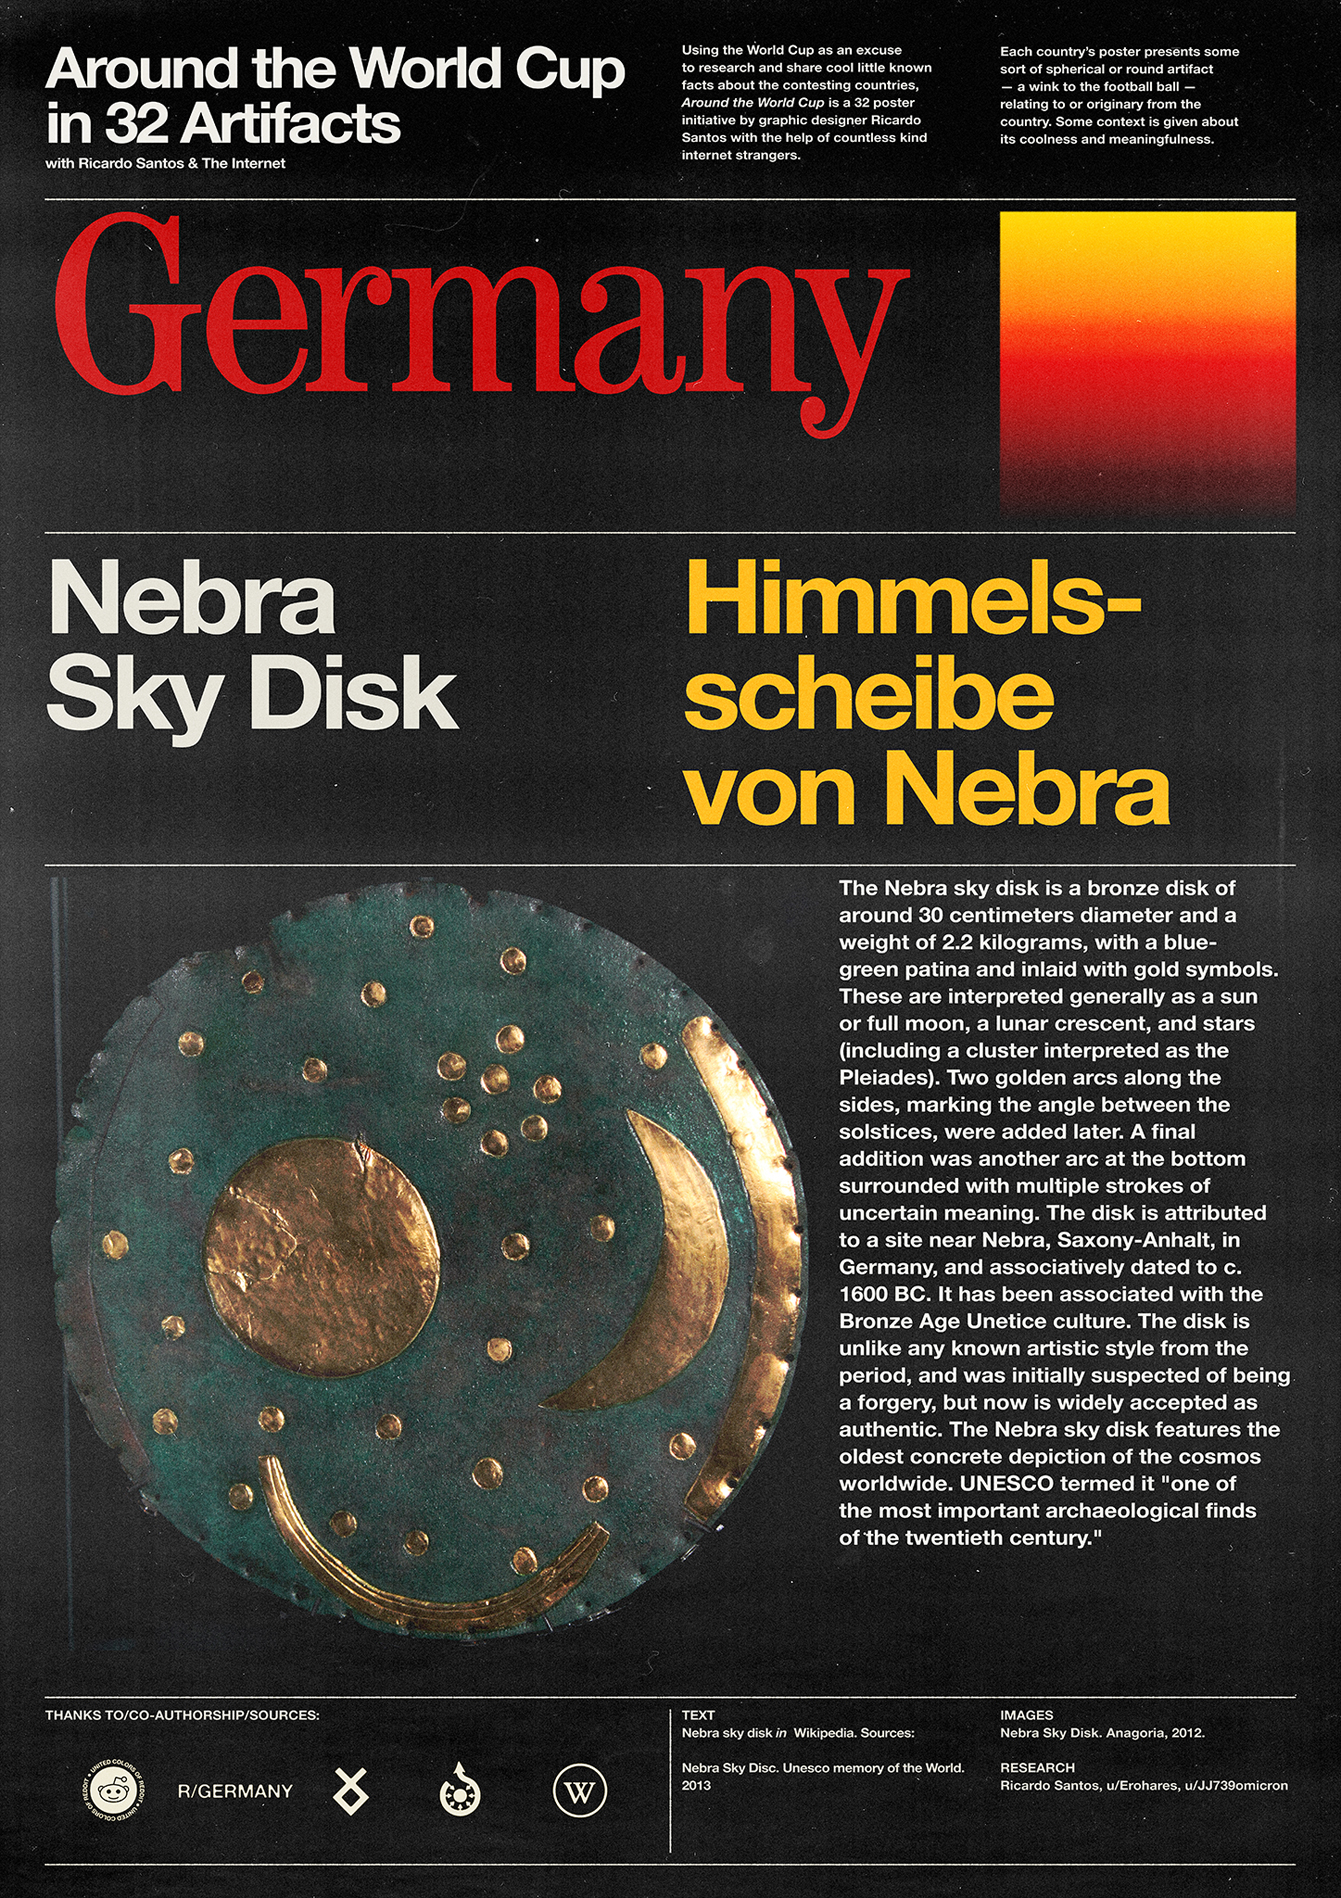 Around the World Cup
in 32 Artifacts
with Ricardo Santos & The Internet
Using the World Cup as an excuse
to research and share cool little known
facts about the contesting countries,
Around the World Cup is a 32 poster
initiative by graphic designer Ricardo
Santos with the help of countless kind
internet strangers.
Each country's poster presents some
sort of spherical or round artifact
— a wink to the football ball —
relating to or originary from the
country. Some context is given about
its coolness and meaningfulness.
Germany
Nebra
Sky Disk
Himmels-
scheibe
von Nebra
The Nebra sky disk is a bronze disk of
around 30 centimeters diameter and a
weight of 2.2 kilograms, with a blue-
green patina and inlaid with gold symbols.
These are interpreted generally as a sun
or full moon, a lunar crescent, and stars
(including a cluster interpreted as the
Pleiades). Two golden arcs along the
sides, marking the angle between the
solstices, were added later. A final
addition was another arc at the bottom
surrounded with multiple strokes of
uncertain meaning. The disk is attributed
to a site near Nebra, Saxony-Anhalt, in
Germany, and associatively dated to c.
1600 BC. It has been associated with the
Bronze Age Unetice culture. The disk is
unlike any known artistic style from the
period, and was initially suspected of being
a forgery, but now is widely accepted as
authentic. The Nebra sky disk features the
oldest concrete depiction of the cosmos
worldwide. UNESCO termed it "one of
the most important archaeological finds
of the twentieth century."
THANKS TO/CO-AUTHORSHIP/SOURCES:
UNITED COLORS OF REDDIT • UNITED COLORS OF REDDIT •
R/GERMANY
W
TEXT
Nebra sky disk in Wikipedia. Sources:
Nebra Sky Disc. Unesco memory of the World.
2013
IMAGES
Nebra Sky Disk. Anagoria, 2012.
RESEARCH
Ricardo Santos, u/Erohares, u/JJ739omicron